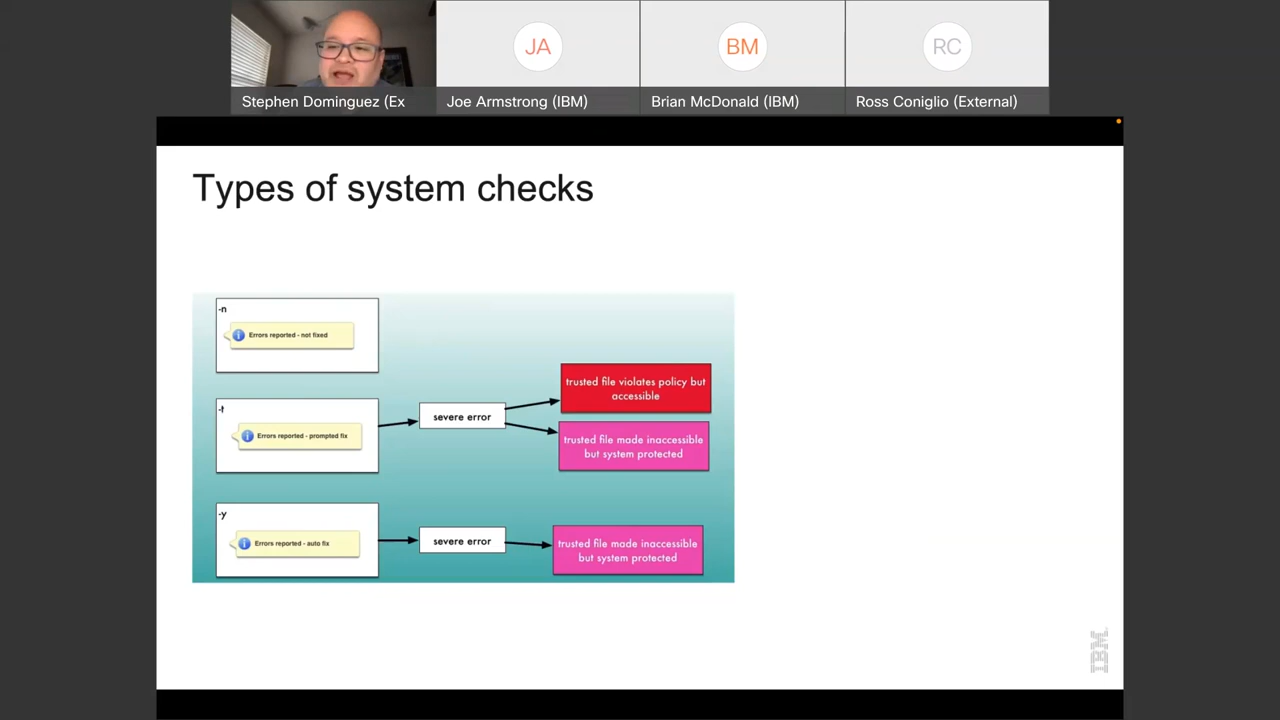 JA
BM
RC
Stephen Dominguez (Ex
Joe Armstrong (IBM)
Brian McDonald (IBM)
Ross Coniglio (External)
Types of system checks
-n
Errors reported - not fixed
trusted file violates policy but
accessible
-t
Errors reported - prompted fix
severe error
trusted file made inaccessible
but system protected
-y
Errors reported - auto fix
severe error
trusted file made inaccessible
but system protected
IBM